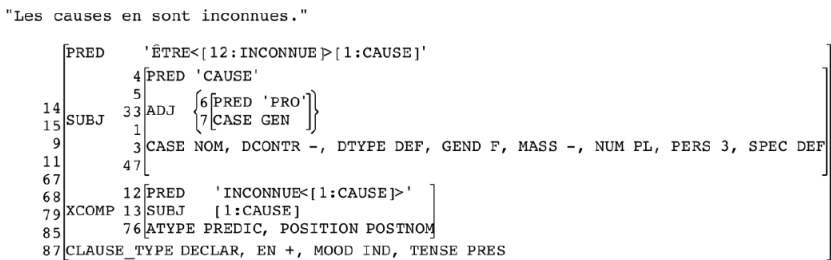 "Les causes en sont inconnues."
PRED 'ÊTRE<[12:INCONNUE]>[1:CAUSE]'
4 PRED 'CAUSE'
5
14 33 ADJ 6 PRED 'PRO'
15 SUBJ 1 7 CASE GEN
9 3 CASE NOM, DCONTR -, DTYPE DEF, GEND F, MASS -, NUM PL, PERS 3, SPEC DEF
11 47
67
68 12 PRED 'INCONNUE<[1:CAUSE]>'
79 XCOMP 13 SUBJ [1:CAUSE]
85 76 ATYPE PREDIC, POSITION POSTNOM
87 CLAUSE_TYPE DECLAR, EN +, MOOD IND, TENSE PRES